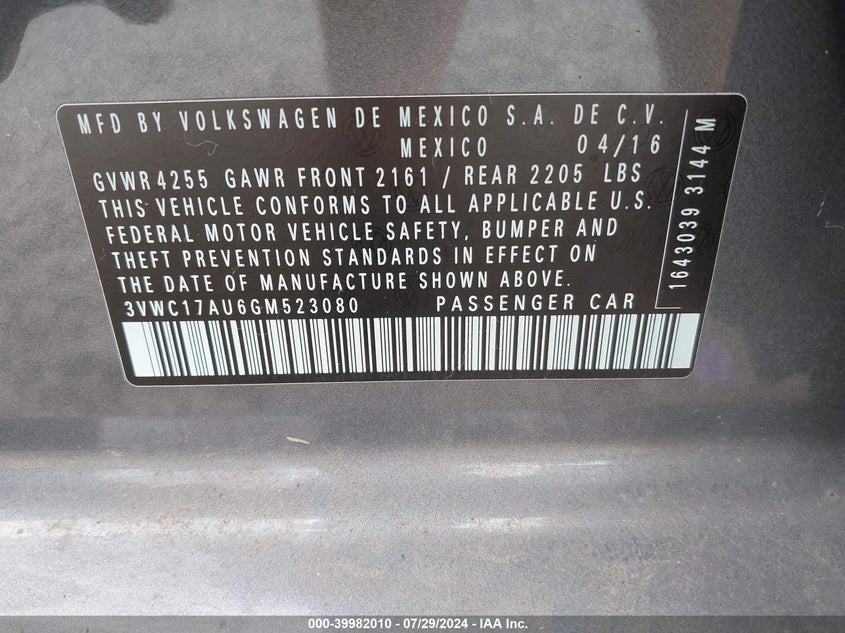 MFD BY VOLKSWAGEN DE MEXICO S.A. DE C.V.
MEXICO 04/16
GVWR 4255 GAWR FRONT 2161 / REAR 2205 LBS
THIS VEHICLE CONFORMS TO ALL APPLICABLE U.S.
FEDERAL MOTOR VEHICLE SAFETY, BUMPER AND
THEFT PREVENTION STANDARDS IN EFFECT ON
THE DATE OF MANUFACTURE SHOWN ABOVE.
3VWC17AU6GM523080 PASSENGER CAR
1643039 3144 M
000-39982010 / 07/29/2024 - IAA Inc.